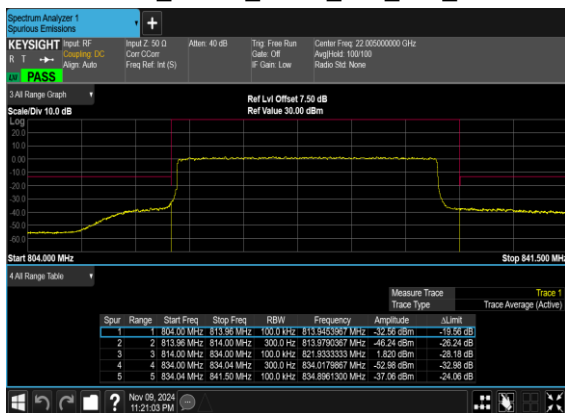 Spectrum Analyzer 1
Spurious Emissions
KEYSIGHT Input: RF Input Z: 50 Ω Atten: 40 dB Trig: Free Run Center Freq: 22.005000000 GHz
R T Coupling: DC Corr CCorr Gate: Off Avg|Hold: 100/100
Align: Auto Freq Ref: Int (S) IF Gain: Low Radio Std: None
PASS
3 All Range Graph
Ref Lvl Offset 7.50 dB
Scale/Div 10.0 dB Ref Value 30.00 dBm
Log
20.0
10.0
0.00
-10.0
-20.0
-30.0
-40.0
-50.0
-60.0
Start 804.000 MHz Stop 841.500 MHz
4 All Range Table
Measure Trace Trace 1
Trace Type Trace Average (Active)
Spur Range Start Freq Stop Freq RBW Frequency Amplitude ΔLimit
1 1 804.00 MHz 813.96 MHz 100.0 kHz 813.9453967 MHz -32.56 dBm -19.56 dB
2 2 813.96 MHz 814.00 MHz 300.0 Hz 813.9790367 MHz -46.24 dBm -26.24 dB
3 3 814.00 MHz 834.00 MHz 100.0 kHz 821.9333333 MHz 1.820 dBm -28.18 dB
4 4 834.00 MHz 834.04 MHz 300.0 Hz 834.0179867 MHz -52.98 dBm -32.98 dB
5 5 834.04 MHz 841.50 MHz 100.0 kHz 834.8961300 MHz -37.06 dBm -24.06 dB
Nov 09, 2024
11:21:03 PM